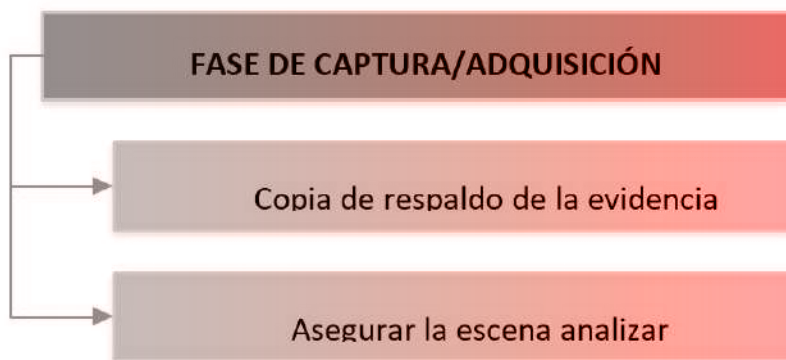 FASE DE CAPTURA/ADQUISICIÓN
Copia de respaldo de la evidencia
Asegurar la escena analizar